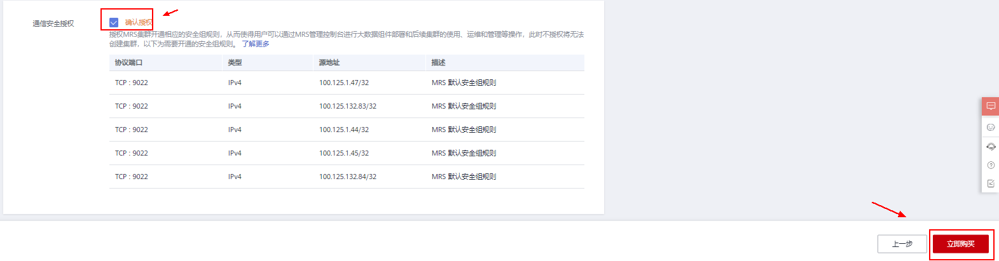 通信安全授权
确认授权
授权MRS集群开通相应的安全组规则，从而使得用户可以通过MRS管理控制台进行大数据组件部署和后续集群的使用、运维和管理等操作，此时不授权将无法
创建集群，以下为需要开通的安全组规则。 了解更多
协议端口 类型 源地址 描述
TCP : 9022 IPv4 100.125.1.47/32 MRS 默认安全组规则
TCP : 9022 IPv4 100.125.132.83/32 MRS 默认安全组规则
TCP : 9022 IPv4 100.125.1.44/32 MRS 默认安全组规则
TCP : 9022 IPv4 100.125.1.45/32 MRS 默认安全组规则
TCP : 9022 IPv4 100.125.132.84/32 MRS 默认安全组规则
上一步 立即购买